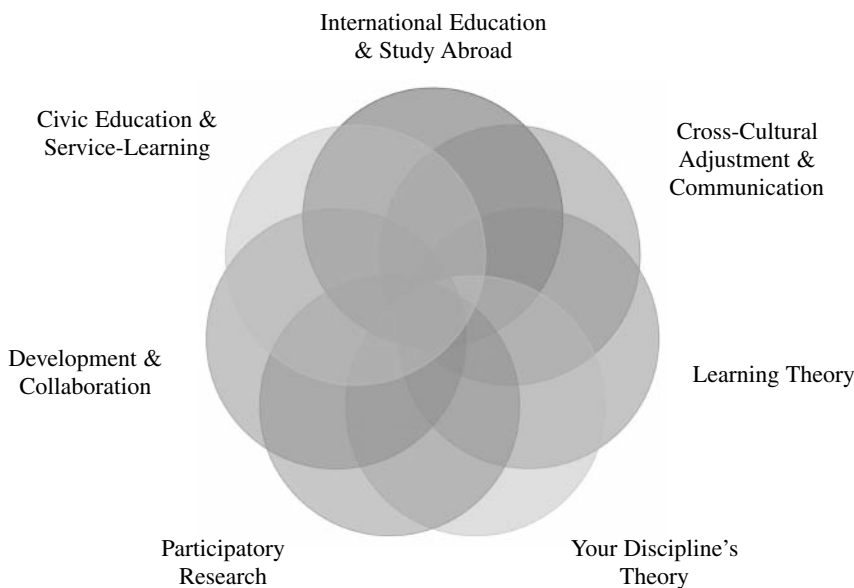 International Education
& Study Abroad
Civic Education &
Service-Learning
Cross-Cultural
Adjustment &
Communication
Development &
Collaboration
Learning Theory
Participatory
Research
Your Discipline's
Theory